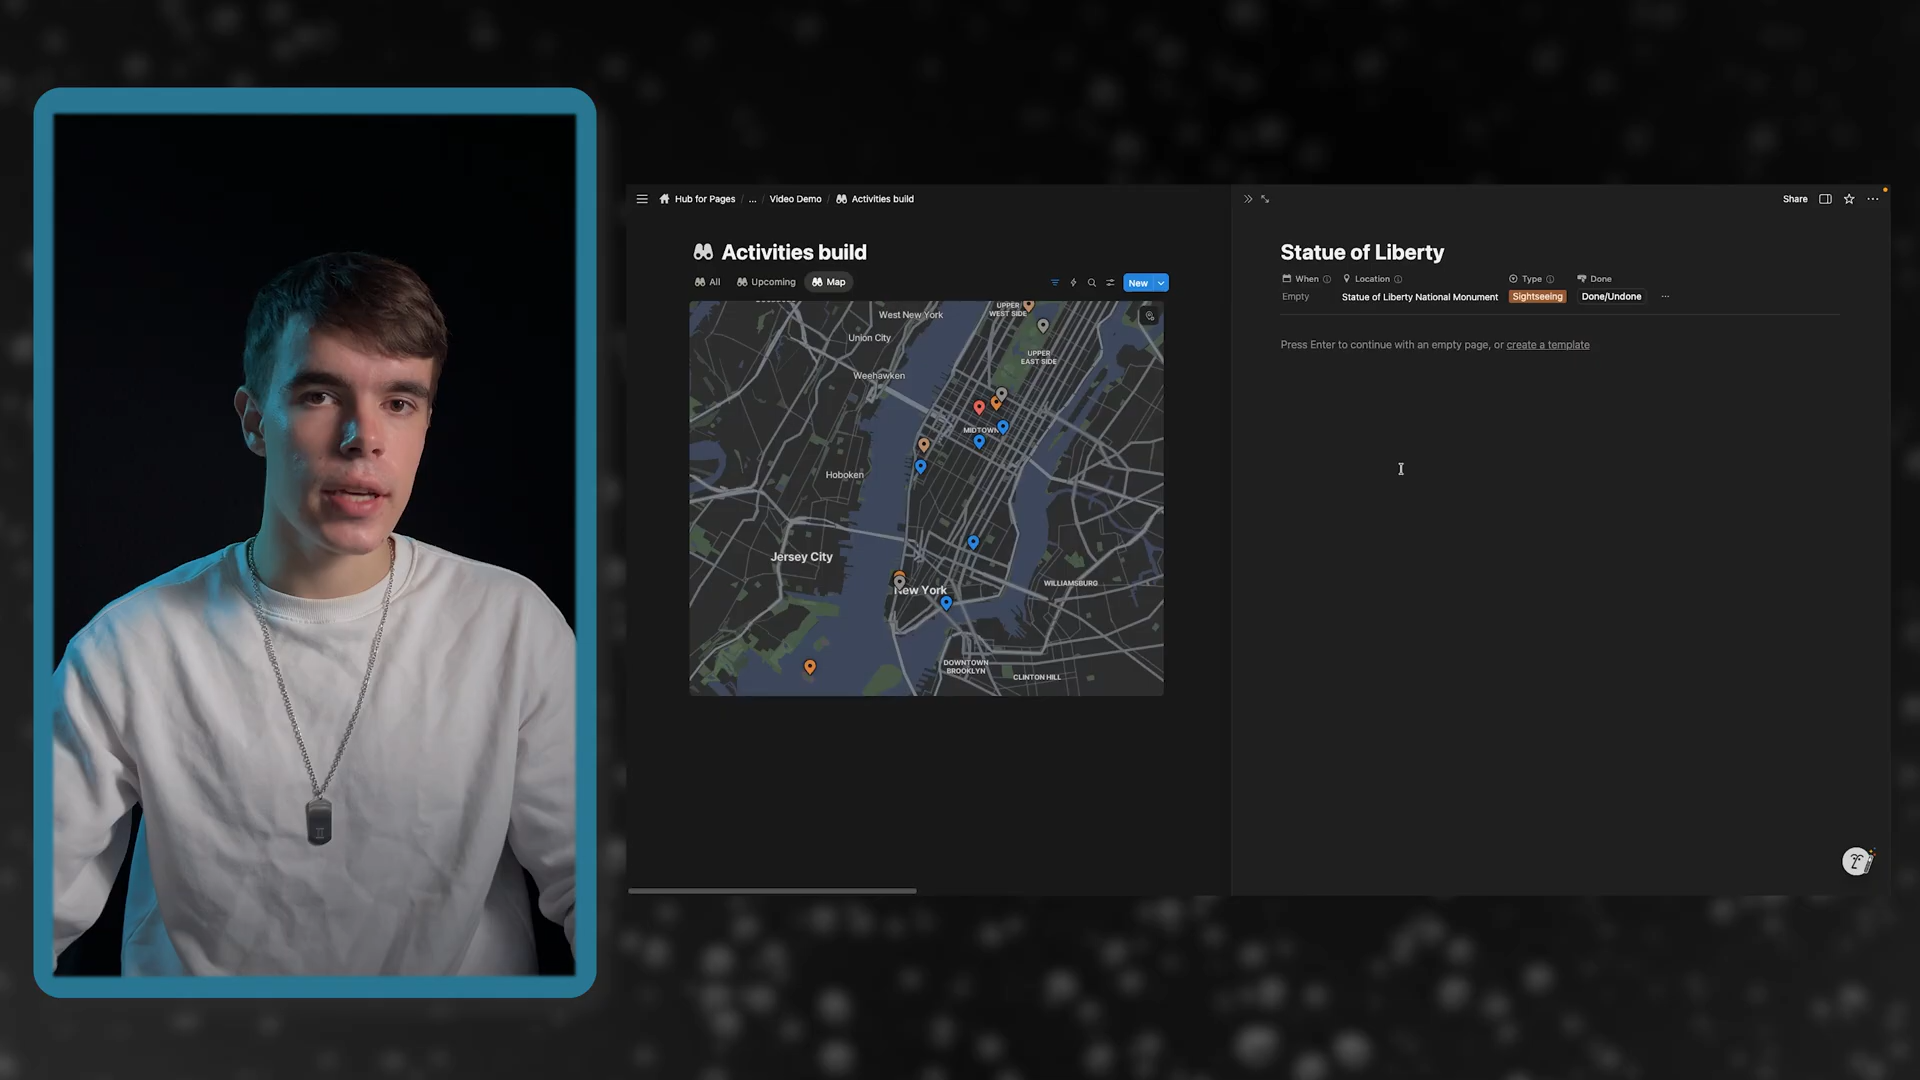 Hub for Pages / ... / Video Demo / Activities build
Activities build
All Upcoming Map
New
West New York
Union City
Weehawken
Hoboken
Jersey City
UPPER
WEST SIDE
UPPER
EAST SIDE
MIDTOWN
New York
WILLIAMSBURG
DOWNTOWN
BROOKLYN
CLINTON HILL
Share
Statue of Liberty
When Location Type Done
Empty Statue of Liberty National Monument Sightseeing Done/Undone ...
Press Enter to continue with an empty page, or create a template